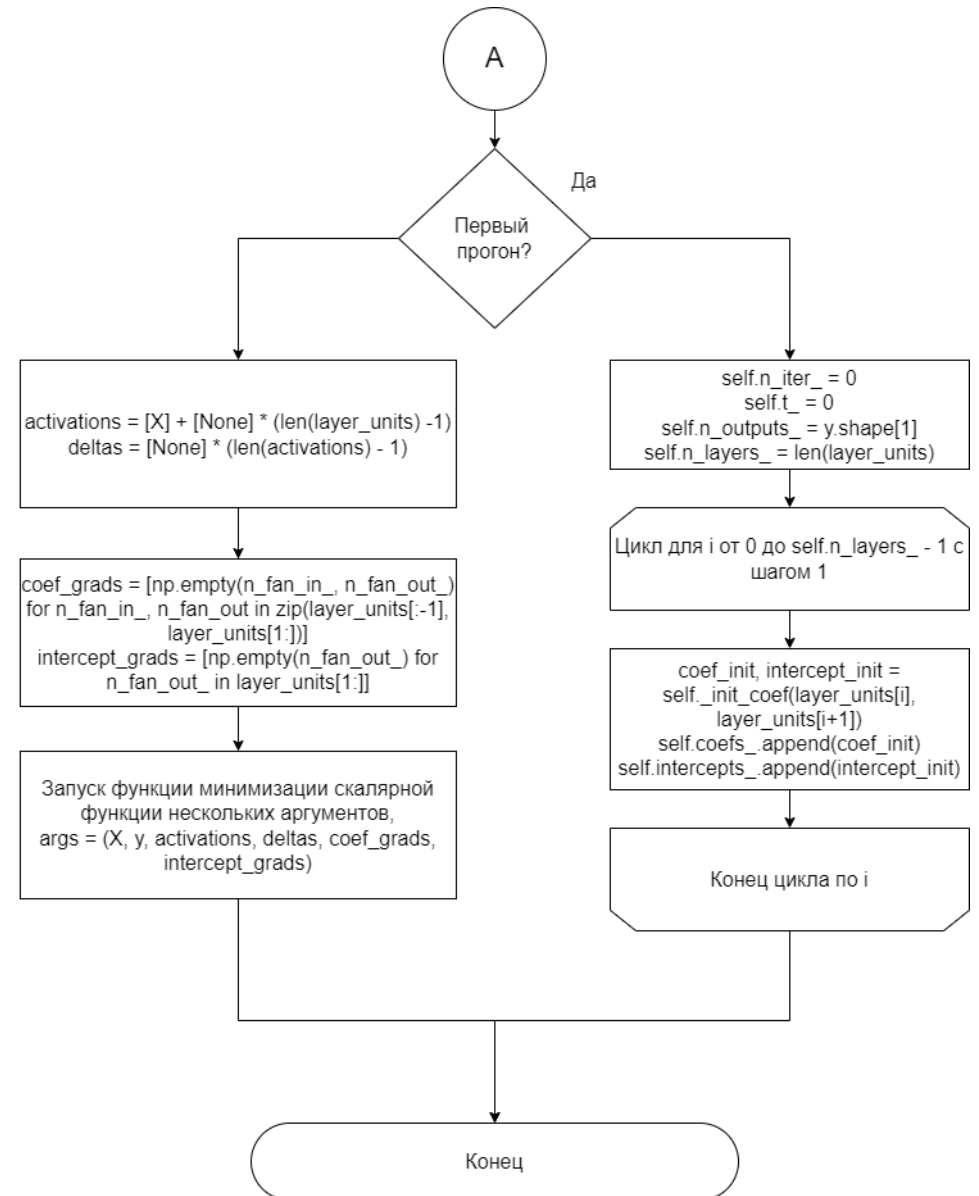 А
Да
Первый
прогон?
activations = [X] + [None] * (len(layer_units) -1)
deltas = [None] * (len(activations) - 1)
coef_grads = [np.empty(n_fan_in_, n_fan_out_)
for n_fan_in_, n_fan_out in zip(layer_units[:-1],
layer_units[1:])]
intercept_grads = [np.empty(n_fan_out_) for
n_fan_out_ in layer_units[1:]]
Запуск функции минимизации скалярной
функции нескольких аргументов,
args = (X, y, activations, deltas, coef_grads,
intercept_grads)
self.n_iter_ = 0
self.t_ = 0
self.n_outputs_ = y.shape[1]
self.n_layers_ = len(layer_units)
Цикл для i от 0 до self.n_layers_ - 1 с
шагом 1
coef_init, intercept_init =
self._init_coef(layer_units[i],
layer_units[i+1])
self.coefs_.append(coef_init)
self.intercepts_.append(intercept_init)
Конец цикла по i
Конец